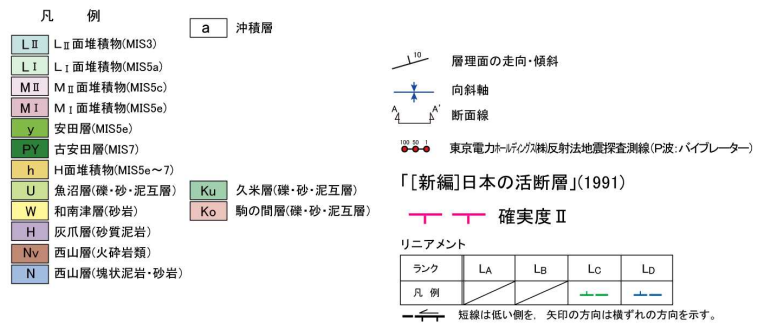 凡　例
LⅡ LⅡ面堆積物(MIS3)
LⅠ LⅠ面堆積物(MIS5a)
MⅡ MⅡ面堆積物(MIS5c)
MⅠ MⅠ面堆積物(MIS5e)
y 安田層(MIS5e)
PY 古安田層(MIS7)
h H面堆積物(MIS5e～7)
U 魚沼層(礫・砂・泥互層)
W 和南津層(砂岩)
H 灰爪層(砂質泥岩)
Nv 西山層(火砕岩類)
N 西山層(塊状泥岩・砂岩)
a 沖積層
Ku 久米層(礫・砂・泥互層)
Ko 駒の間層(礫・砂・泥互層)
10 層理面の走向・傾斜
向斜軸
A A' 断面線
100 50 1 東京電力ホールディングス㈱反射法地震探査測線(P波:バイブレーター)
「[新編]日本の活断層」(1991)
確実度Ⅱ
リニアメント
ランク LA LB LC LD
凡 例
短線は低い側を, 矢印の方向は横ずれの方向を示す。